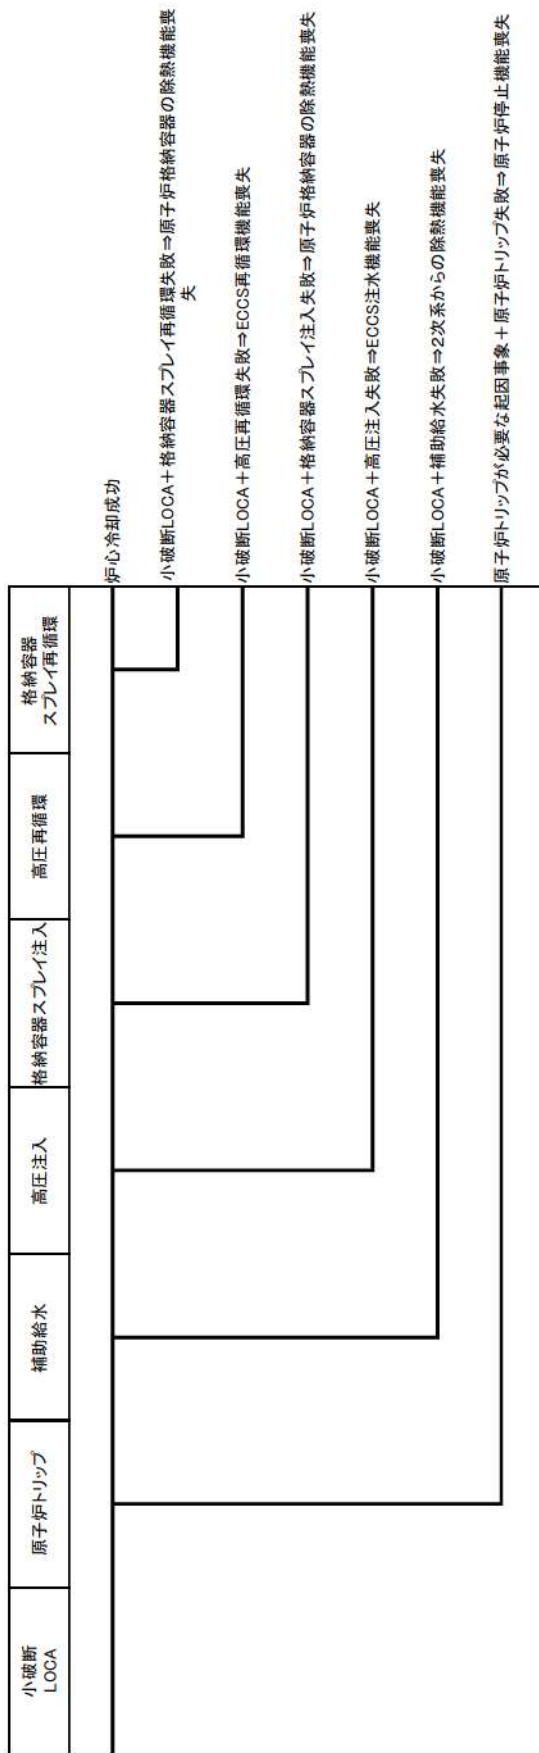 小破断
LOCA
原子炉トリップ
補助給水
高圧注入
格納容器スプレイ注入
高圧再循環
格納容器
スプレイ再循環
炉心冷却成功
小破断LOCA+格納容器スプレイ再循環失敗⇒原子炉格納容器の除熱機能喪
失
小破断LOCA+高圧再循環失敗⇒ECCS再循環機能喪失
小破断LOCA+格納容器スプレイ注入失敗⇒原子炉格納容器の除熱機能喪失
小破断LOCA+高圧注入失敗⇒ECCS注水機能喪失
小破断LOCA+補助給水失敗⇒2次系からの除熱機能喪失
原子炉トリップが必要な起因事象+原子炉トリップ失敗⇒原子炉停止機能喪失